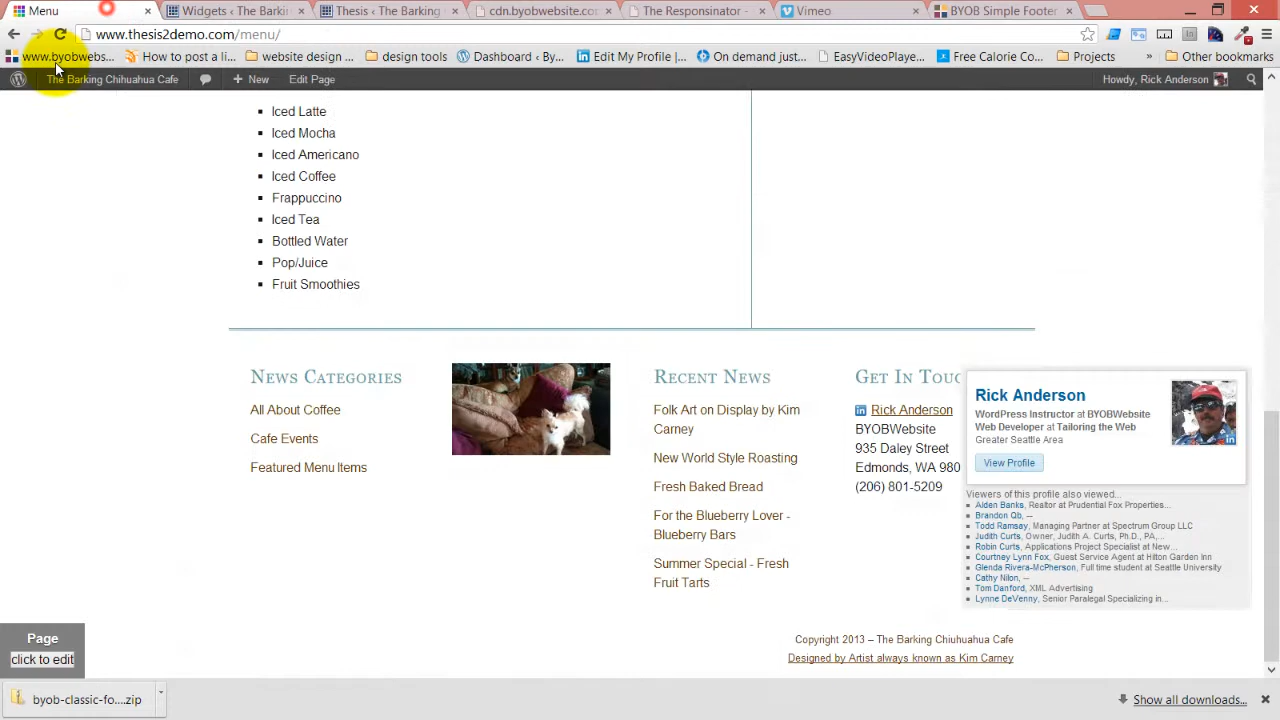 Menu
Widgets ‹ The Barki
Thesis ‹ The Barking
cdn.byobwebsite.co
The Responsinator -
Vimeo
BYOB Simple Footer
www.thesis2demo.com/menu/
www.byobwebs...
How to post a li...
website design ...
design tools
Dashboard ‹ By...
Edit My Profile |...
On demand just...
EasyVideoPlaye...
Free Calorie Co...
Projects
»
Other bookmarks
The Barking Chihuahua Cafe
+ New
Edit Page
Howdy, Rick Anderson
Iced Latte
Iced Mocha
Iced Americano
Iced Coffee
Frappuccino
Iced Tea
Bottled Water
Pop/Juice
Fruit Smoothies
News Categories
All About Coffee
Cafe Events
Featured Menu Items
Recent News
Folk Art on Display by Kim
Carney
New World Style Roasting
Fresh Baked Bread
For the Blueberry Lover -
Blueberry Bars
Summer Special - Fresh
Fruit Tarts
Get In Touc
Rick Anderson
BYOBWebsite
935 Daley Street
Edmonds, WA 980
(206) 801-5209
Rick Anderson
WordPress Instructor at BYOBWebsite
Web Developer at Tailoring the Web
Greater Seattle Area
View Profile
Viewers of this profile also viewed...
Aiden Banks, Realtor at Prudential Fox Properties...
Brandon Qb, --
Todd Ramsay, Managing Partner at Spectrum Group LLC
Judith Curts, Owner, Judith A. Curts, Ph.D., PA,...
Robin Curts, Applications Project Specialist at New...
Courtney Lynn Fox, Guest Service Agent at Hilton Garden Inn
Glenda Rivera-McPherson, Full time student at Seattle University
Cathy Nilon, --
Tom Danford, XML Advertising
Lynne DeVenny, Senior Paralegal Specializing in...
Copyright 2013 – The Barking Chiuhuahua Cafe
Designed by Artist always known as Kim Carney
Page
click to edit
byob-classic-fo....zip
Show all downloads...